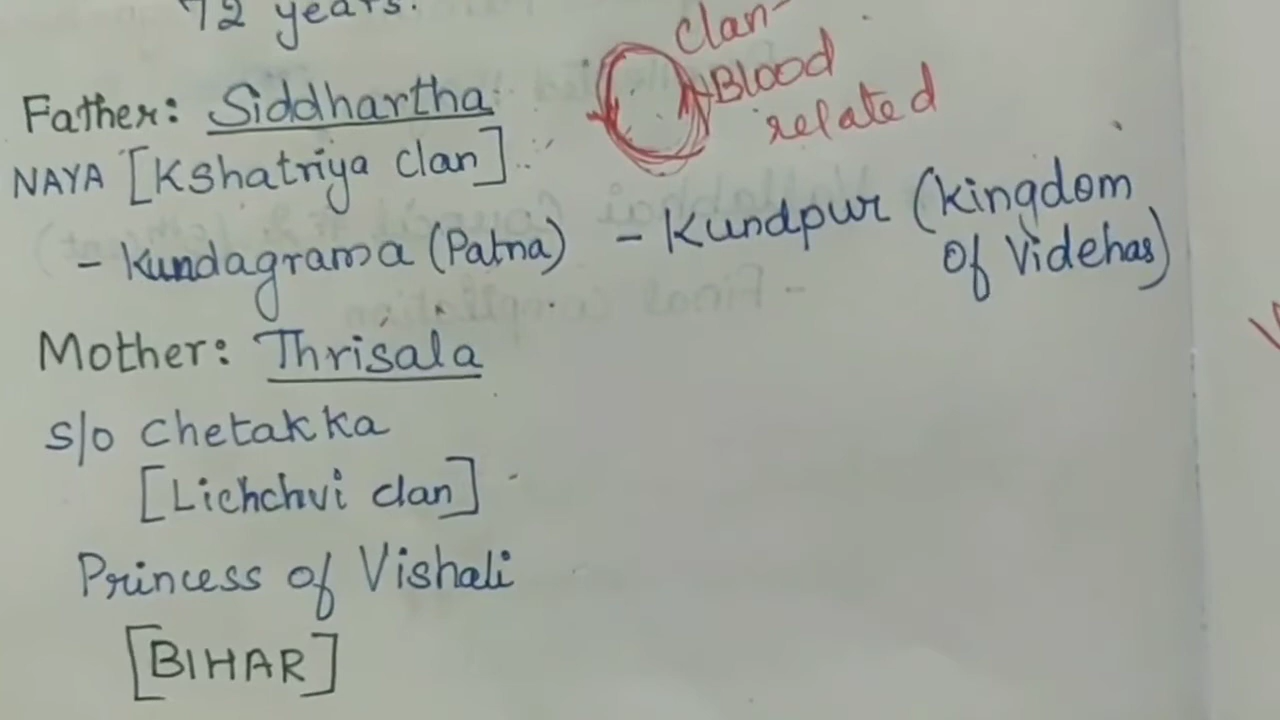 72 years.
Clan-
Blood
related
Father: Siddhartha
NAYA [Kshatriya Clan]
- Kundagrama (Patna) - Kundpur (kingdom
of Videhas)
Mother: Thrisala
s/o Chetakka
[Lichchvi clan]
Princess of Vishali
[BIHAR]